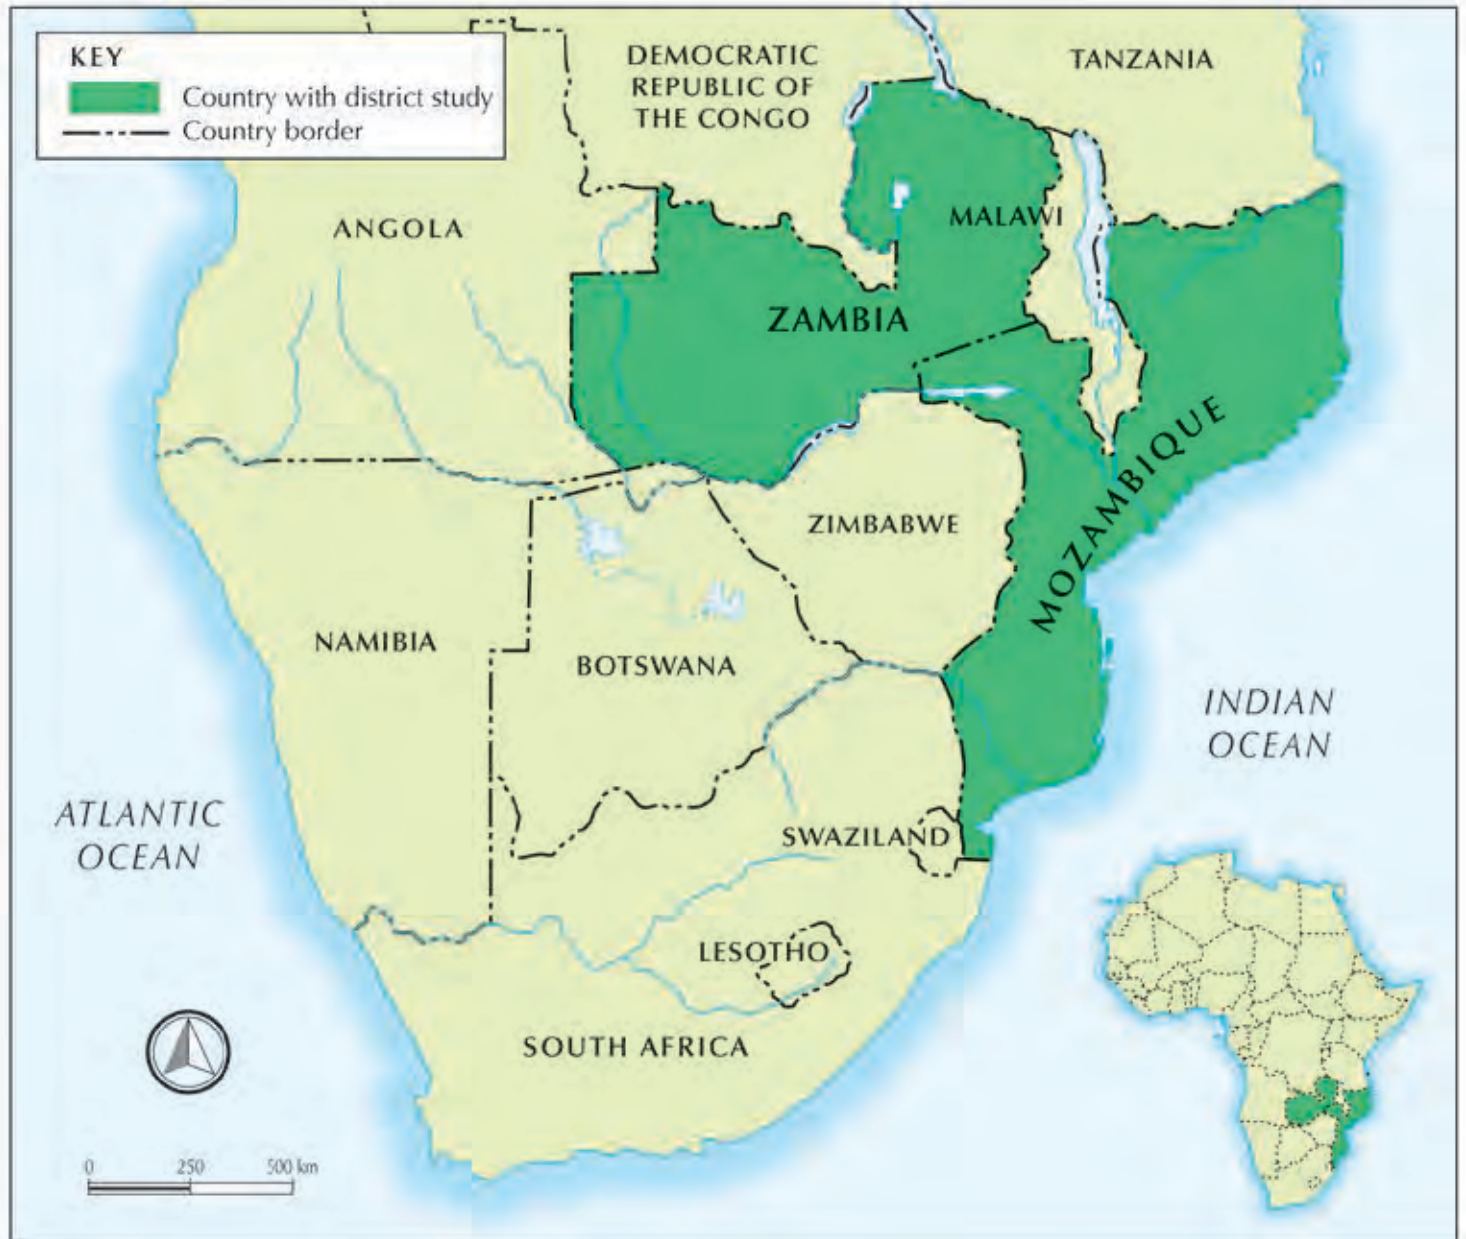 KEY
Country with district study
Country border
DEMOCRATIC
REPUBLIC OF
THE CONGO
TANZANIA
ANGOLA
MALAWI
ZAMBIA
MOZAMBIQUE
ZIMBABWE
NAMIBIA
BOTSWANA
INDIAN
OCEAN
ATLANTIC
OCEAN
SWAZILAND
LESOTHO
SOUTH AFRICA
0 250 500 km